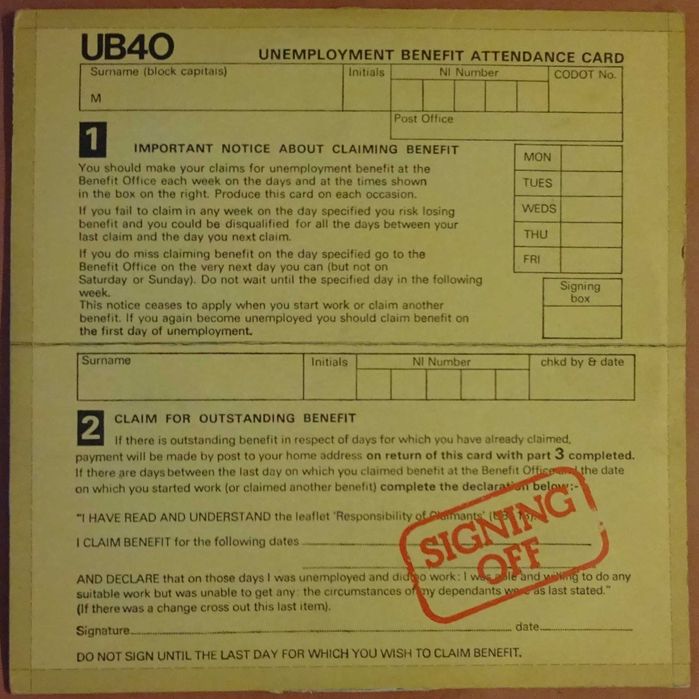 UB40 UNEMPLOYMENT BENEFIT ATTENDANCE CARD
Surname (block capitals) Initials NI Number CODOT No.
M
Post Office
1 IMPORTANT NOTICE ABOUT CLAIMING BENEFIT
You should make your claims for unemployment benefit at the
Benefit Office each week on the days and at the times shown
in the box on the right. Produce this card on each occasion.
If you fail to claim in any week on the day specified you risk losing
benefit and you could be disqualified for all the days between your
last claim and the day you next claim.
If you do miss claiming benefit on the day specified go to the
Benefit Office on the very next day you can (but not on
Saturday or Sunday). Do not wait until the specified day in the following
week.
This notice ceases to apply when you start work or claim another
benefit. If you again become unemployed you should claim benefit on
the first day of unemployment.
MON
TUES
WEDS
THU
FRI
Signing
box
Surname Initials NI Number chkd by & date
2 CLAIM FOR OUTSTANDING BENEFIT
If there is outstanding benefit in respect of days for which you have already claimed,
payment will be made by post to your home address on return of this card with part 3 completed.
If there are days between the last day on which you claimed benefit at the Benefit Office and the date
on which you started work (or claimed another benefit) complete the declaration below:-
"I HAVE READ AND UNDERSTAND the leaflet 'Responsibility of Claimants'
I CLAIM BENEFIT for the following dates
AND DECLARE that on those days I was unemployed and did no work: I was able and willing to do any
suitable work but was unable to get any: the circumstances of my dependants were as last stated."
(If there was a change cross out this last item).
Signature date
DO NOT SIGN UNTIL THE LAST DAY FOR WHICH YOU WISH TO CLAIM BENEFIT.
SIGNING
OFF